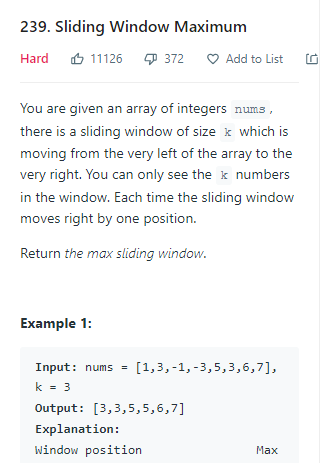 239. Sliding Window Maximum
Hard 11126 372 Add to List
You are given an array of integers nums,
there is a sliding window of size k which is
moving from the very left of the array to the
very right. You can only see the k numbers
in the window. Each time the sliding window
moves right by one position.
Return the max sliding window.
Example 1:
Input: nums = [1,3,-1,-3,5,3,6,7],
k = 3
Output: [3,3,5,5,6,7]
Explanation:
Window position Max